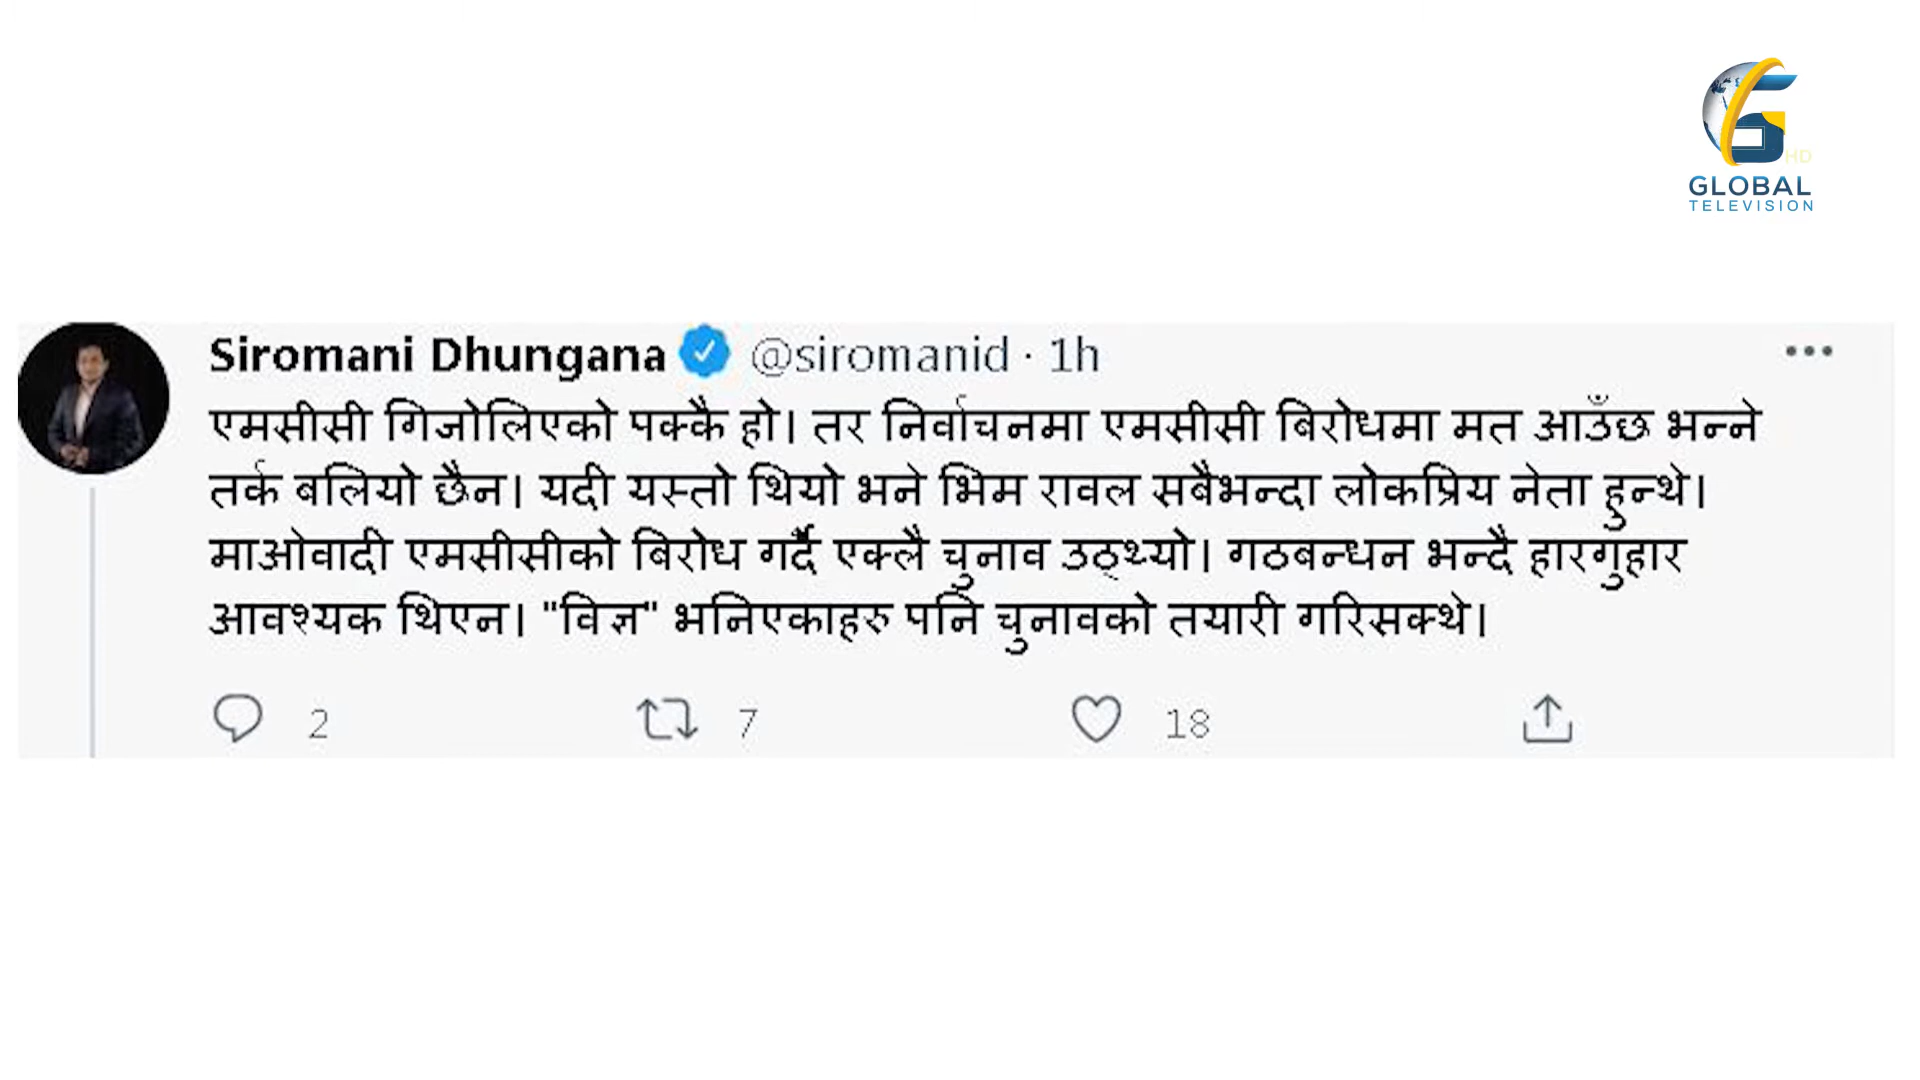 HD
GLOBAL
TELEVISION
Siromani Dhungana @siromanid · 1h
एमसीसी गिजोलिएको पक्कै हो। तर निर्वाचनमा एमसीसी बिरोधमा मत आउँछ भन्ने
तर्क बलियो छैन। यदी यस्तो थियो भने भिम रावल सबैभन्दा लोकप्रिय नेता हुन्थे।
माओवादी एमसीसीको बिरोध गर्दै एक्लै चुनाव उठ्थ्यो। गठबन्धन भन्दै हारगुहार
आवश्यक थिएन। "विज्ञ" भनिएकाहरु पनि चुनावको तयारी गरिसक्थे।
2 7 18